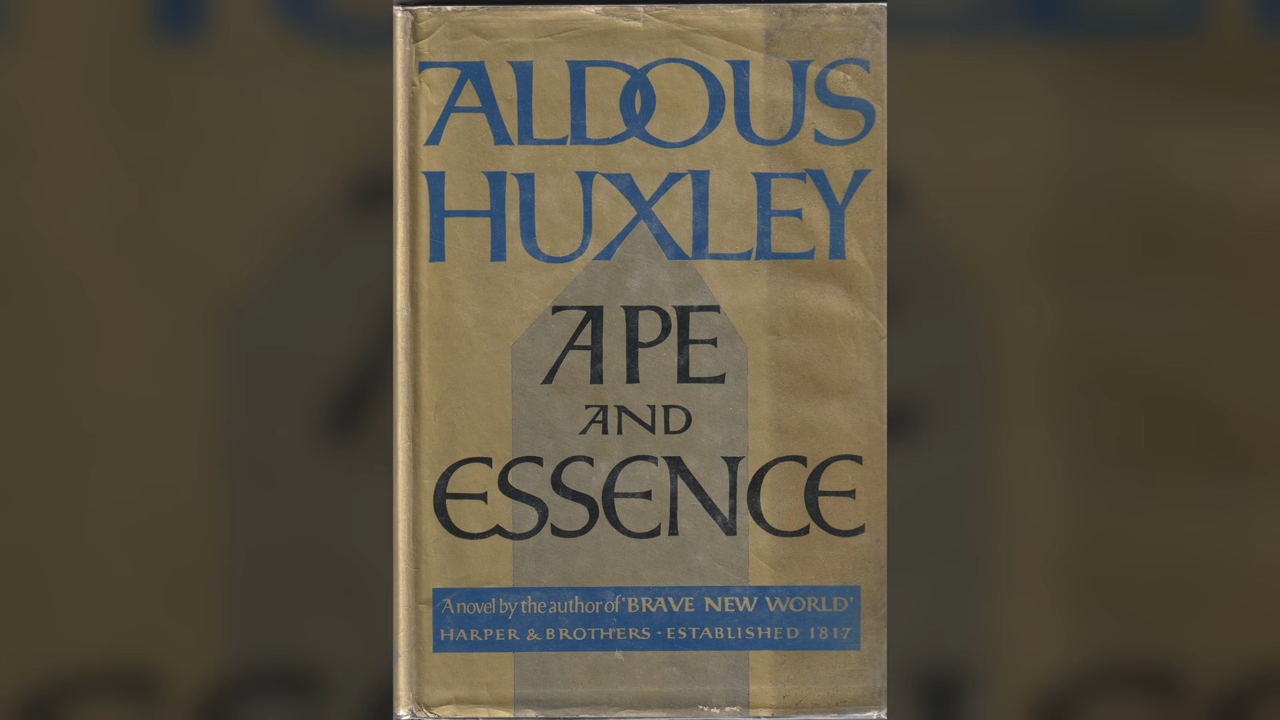 ALDOUS
HUXLEY
APE
AND
ESSENCE
A novel by the author of 'BRAVE NEW WORLD'
HARPER & BROTHERS - ESTABLISHED 1817